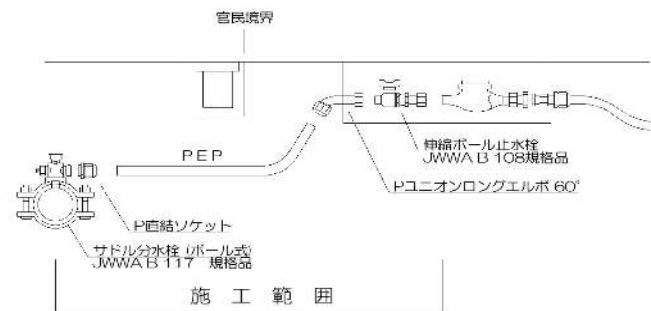 官民境界
PEP
伸縮ボール止水栓
JWWA B 108規格品
Pユニオンロングエルボ 60°
P直結ソケット
サドル分水栓 (ボール式)
JWWA B 117 規格品
施工範囲